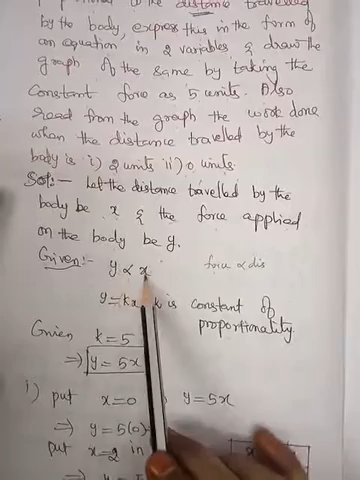 to the distance travelled
by the body, express this in the form of
an equation in 2 variables & draw the
graph of the same by taking the
Constant force as 5 units. Also
read from the graph the work done
when the distance travelled by the
body is i) 2 units ii) 0 units.
Sol:- Let the distance travelled by the
body be x & the force applied
on the body be y.
Given:- y ∝ x force ∝ dis
y = kx k is constant of
proportionality
Given k = 5
⇒ y = 5x
i) put x = 0 y = 5x
⇒ y = 5(0)
put x = 2 in
x